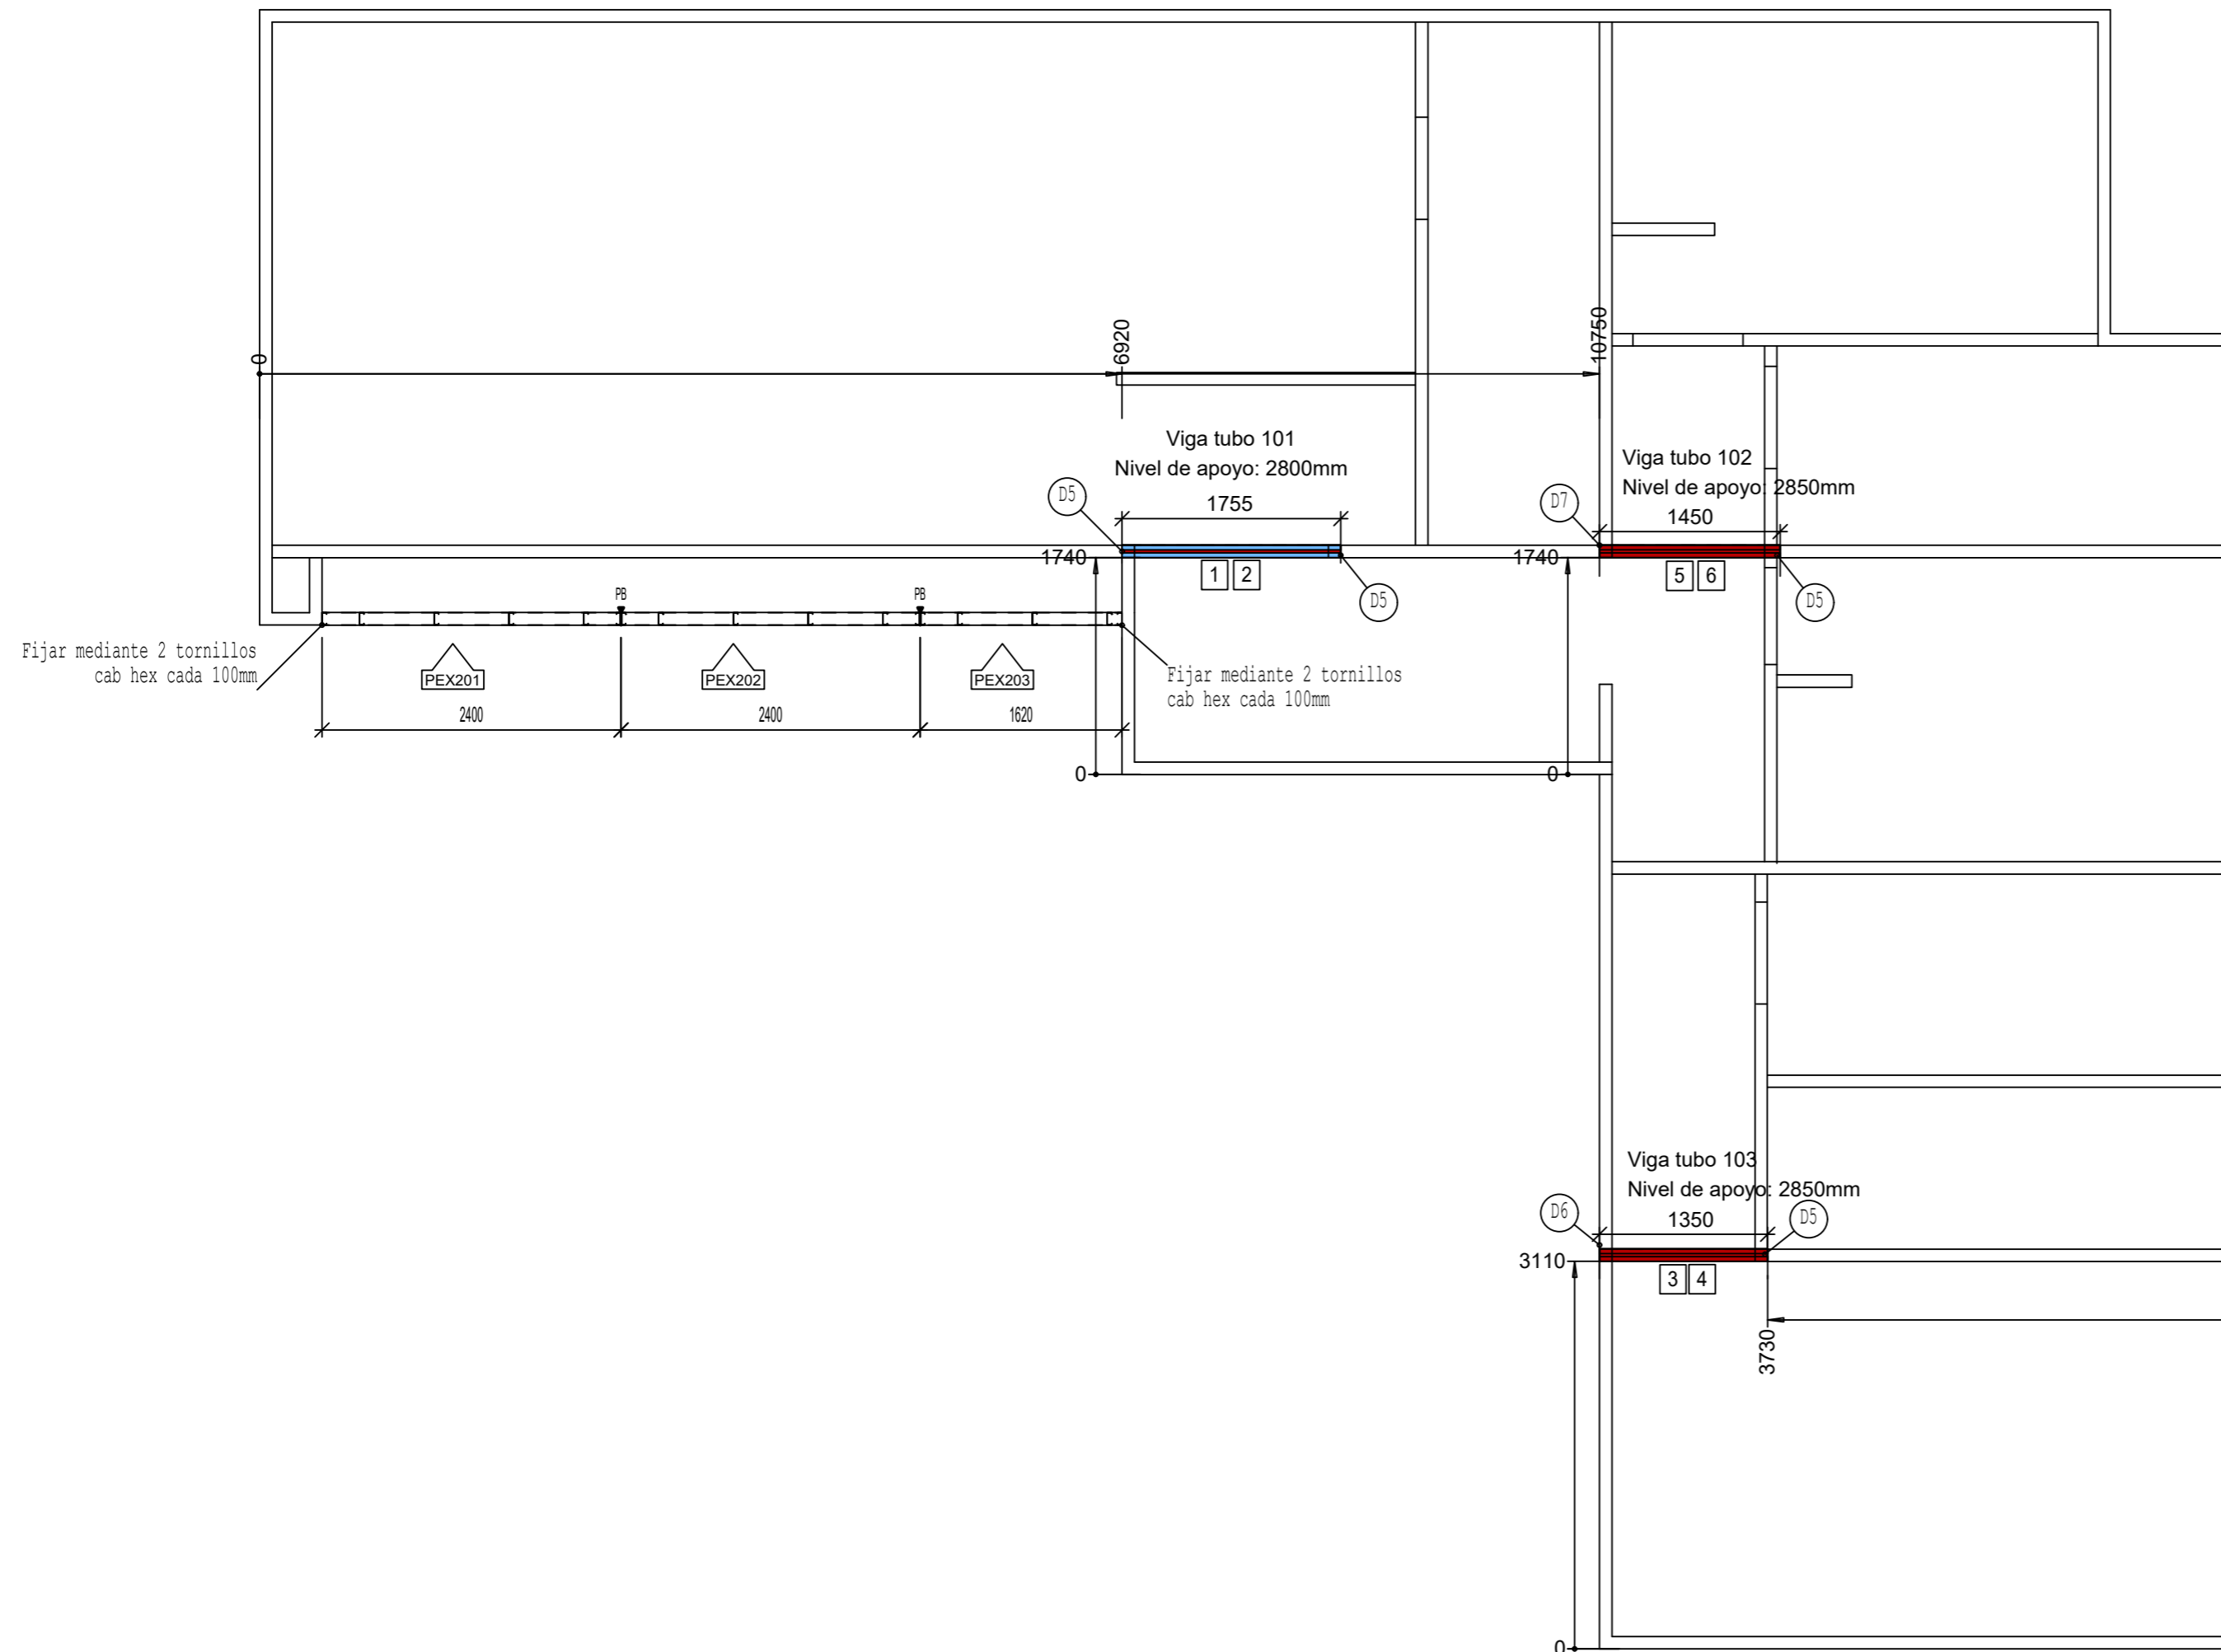 0
6920
10750
Viga tubo 101
Nivel de apoyo: 2800mm
1755
D5
1740
1 2
D5
Viga tubo 102
Nivel de apoyo: 2850mm
1450
D7
1740
5 6
D5
PB
PB
Fijar mediante 2 tornillos
cab hex cada 100mm
PEX201
PEX202
PEX203
Fijar mediante 2 tornillos
cab hex cada 100mm
2400
2400
1620
0
0
Viga tubo 103
Nivel de apoyo: 2850mm
1350
D6
D5
3110
3 4
3730
0